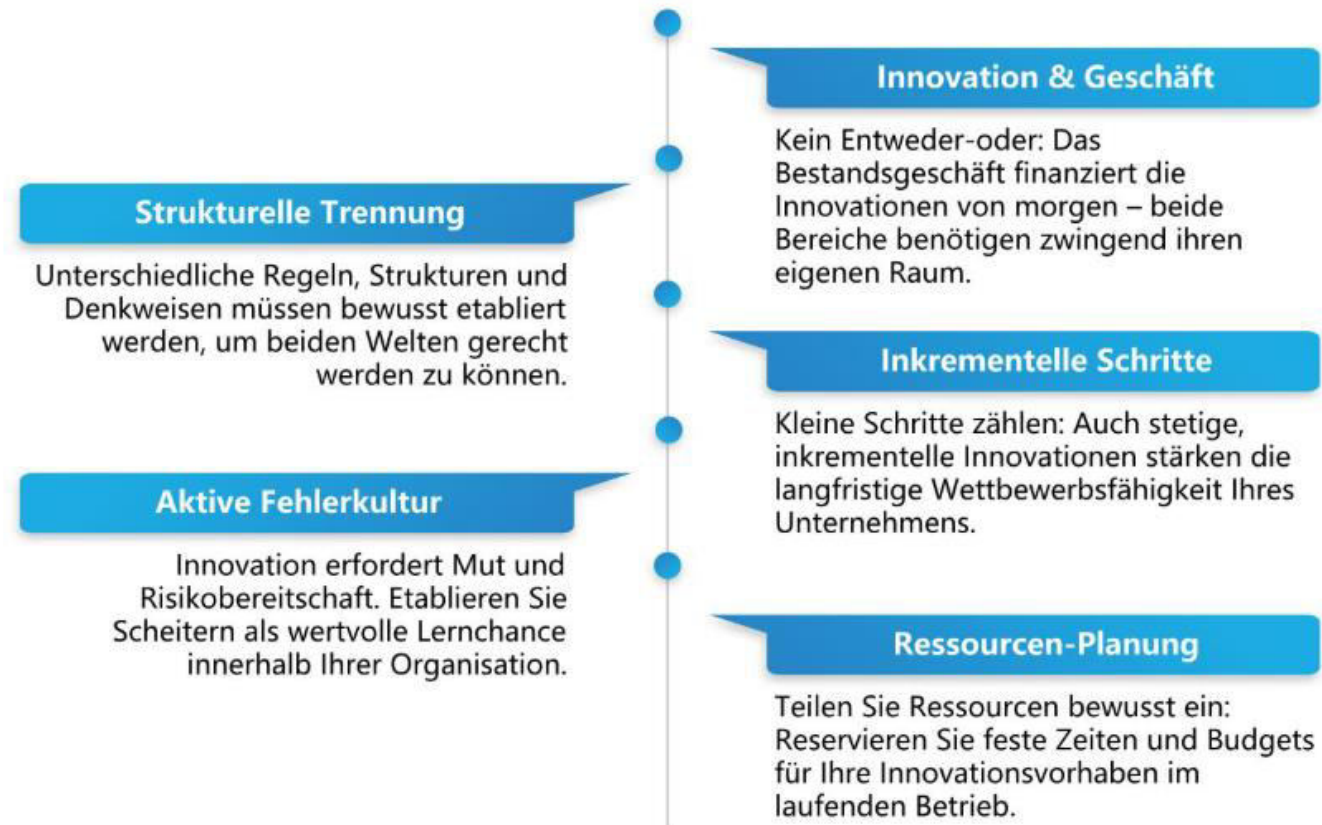 Innovation & Geschäft
Kein Entweder-oder: Das
Bestandsgeschäft finanziert die
Innovationen von morgen – beide
Bereiche benötigen zwingend ihren
eigenen Raum.
Strukturelle Trennung
Unterschiedliche Regeln, Strukturen und
Denkweisen müssen bewusst etabliert
werden, um beiden Welten gerecht
werden zu können.
Inkrementelle Schritte
Kleine Schritte zählen: Auch stetige,
inkrementelle Innovationen stärken die
langfristige Wettbewerbsfähigkeit Ihres
Unternehmens.
Aktive Fehlerkultur
Innovation erfordert Mut und
Risikobereitschaft. Etablieren Sie
Scheitern als wertvolle Lernchance
innerhalb Ihrer Organisation.
Ressourcen-Planung
Teilen Sie Ressourcen bewusst ein:
Reservieren Sie feste Zeiten und Budgets
für Ihre Innovationsvorhaben im
laufenden Betrieb.